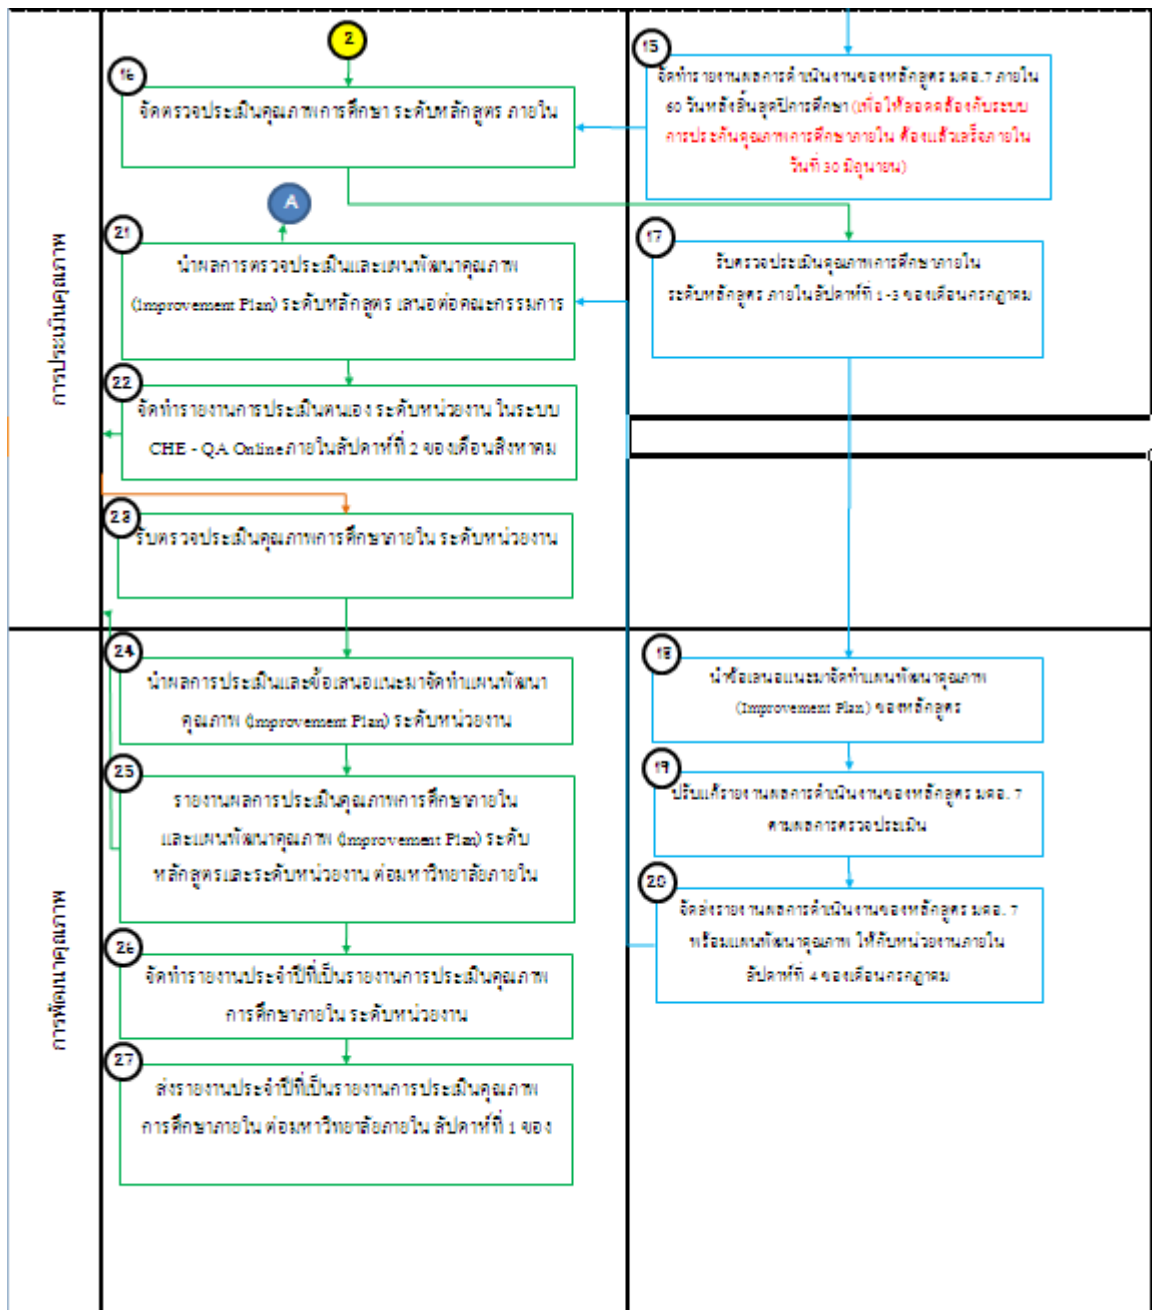 2
16
จัดตรวจประเมินคุณภาพการศึกษา ระดับหลักสูตร ภายใน
15
จัดทำรายงานผลการดำเนินงานของหลักสูตร มคอ.7 ภายใน
60 วันหลังสิ้นสุดปีการศึกษา (เพื่อให้สอดคล้องกับระบบ
การประกันคุณภาพการศึกษาภายใน ต้องแล้วเสร็จภายใน
วันที่ 30 มิถุนายน)
A
21
นำผลการตรวจประเมินและแผนพัฒนาคุณภาพ
(Improvement Plan) ระดับหลักสูตร เสนอต่อคณะกรรมการ
17
รับตรวจประเมินคุณภาพการศึกษาภายใน
ระดับหลักสูตร ภายในสัปดาห์ที่ 1 -3 ของเดือนกรกฎาคม
การประเมินคุณภาพ
22
จัดทำรายงานการประเมินตนเอง ระดับหน่วยงาน ในระบบ
CHE - QA Online ภายในสัปดาห์ที่ 2 ของเดือนสิงหาคม
23
รับตรวจประเมินคุณภาพการศึกษาภายใน ระดับหน่วยงาน
24
นำผลการประเมินและข้อเสนอแนะมาจัดทำแผนพัฒนา
คุณภาพ (Improvement Plan) ระดับหน่วยงาน
18
นำข้อเสนอแนะมาจัดทำแผนพัฒนาคุณภาพ
(Improvement Plan) ของหลักสูตร
25
รายงานผลการประเมินคุณภาพการศึกษาภายใน
และแผนพัฒนาคุณภาพ (Improvement Plan) ระดับ
หลักสูตรและระดับหน่วยงาน ต่อมหาวิทยาลัยภายใน
19
ปรับแก้รายงานผลการดำเนินงานของหลักสูตร มคอ. 7
ตามผลการตรวจประเมิน
20
จัดส่งรายงานผลการดำเนินงานของหลักสูตร มคอ. 7
พร้อมแผนพัฒนาคุณภาพ ให้กับหน่วยงานภายใน
สัปดาห์ที่ 4 ของเดือนกรกฎาคม
การพัฒนาคุณภาพ
26
จัดทำรายงานประจำปีที่เป็นรายงานการประเมินคุณภาพ
การศึกษาภายใน ระดับหน่วยงาน
27
ส่งรายงานประจำปีที่เป็นรายงานการประเมินคุณภาพ
การศึกษาภายใน ต่อมหาวิทยาลัยภายใน สัปดาห์ที่ 1 ของ